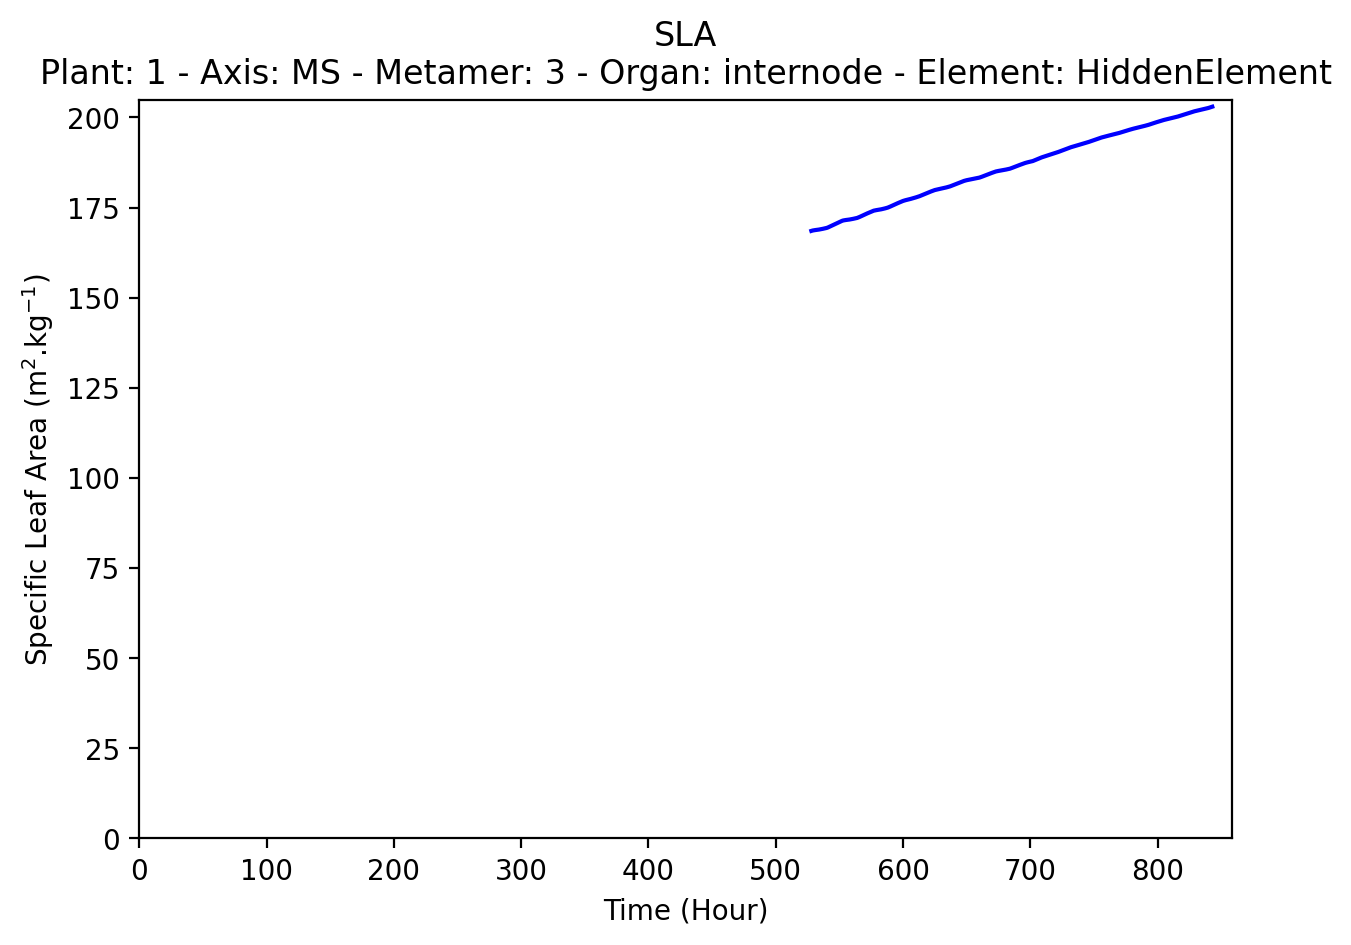 SLA
Plant: 1 - Axis: MS - Metamer: 3 - Organ: internode - Element: HiddenElement
200
175
150
125
100
75
50
25
0
Specific Leaf Area (m².kg⁻¹)
0 100 200 300 400 500 600 700 800
Time (Hour)